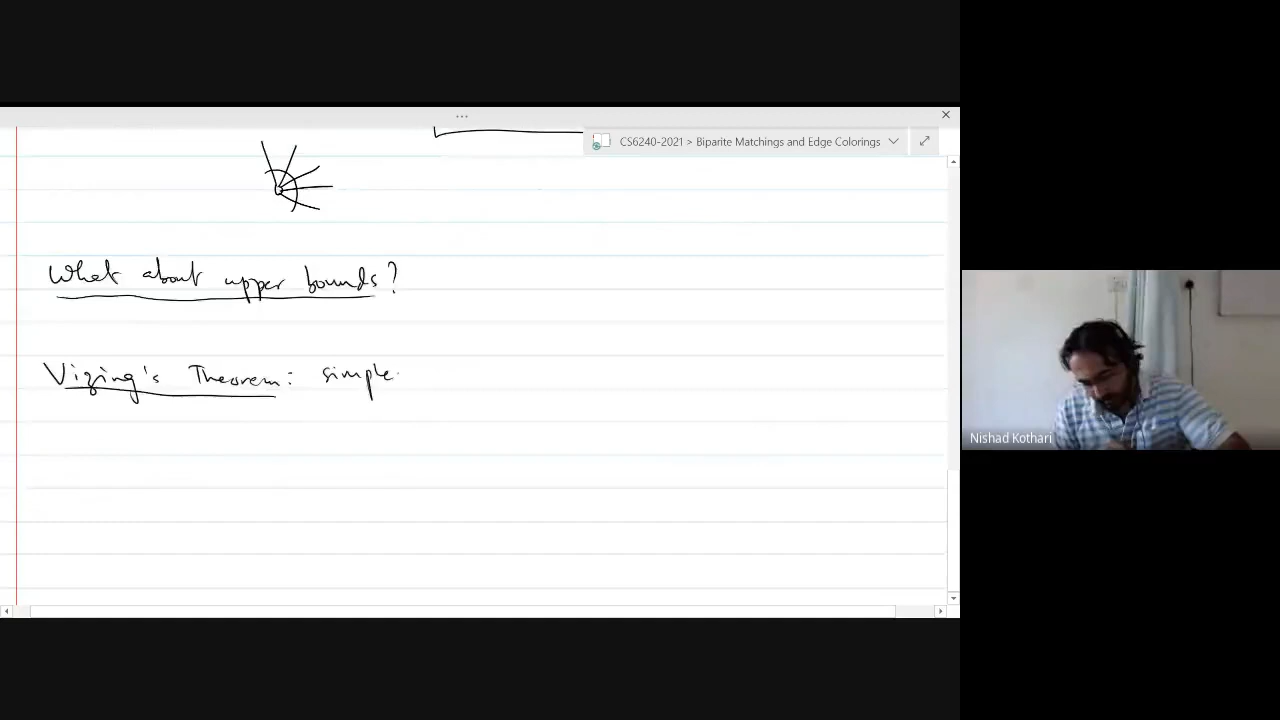 CS6240-2021 > Biparite Matchings and Edge Colorings
What about upper bounds?
Vizing's Theorem: simple
Nishad Kothari